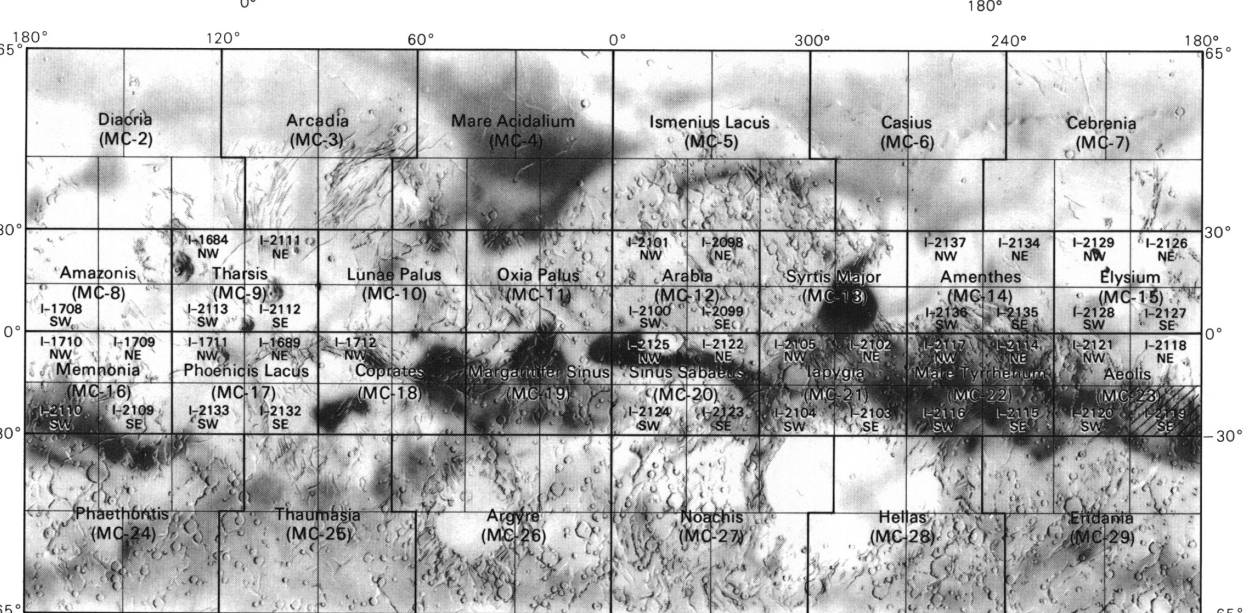 0°
180°
180°
120°
60°
0°
300°
240°
180°
65°
65°
Diacria
(MC-2)
Arcadia
(MC-3)
Mare Acidalium
(MC-4)
Ismenius Lacus
(MC-5)
Casius
(MC-6)
Cebrenia
(MC-7)
30°
30°
I-1684
NW
I-2111
NE
I-2101
NW
I-2098
NE
I-2137
NW
I-2134
NE
I-2129
NW
I-2126
NE
Amazonis
(MC-8)
Tharsis
(MC-9)
Lunae Palus
(MC-10)
Oxia Palus
(MC-11)
Arabia
(MC-12)
Syrtis Major
(MC-13)
Amenthes
(MC-14)
Elysium
(MC-15)
I-1708
SW
I-2113
SW
I-2112
SE
I-2100
SW
I-2099
SE
I-2136
SW
I-2135
SE
I-2128
SW
I-2127
SE
0°
0°
I-1710
NW
I-1709
NE
I-1711
NW
I-1689
NE
I-1712
NW
I-2125
NW
I-2122
NE
I-2105
NW
I-2102
NE
I-2117
NW
I-2114
NE
I-2121
NW
I-2118
NE
Memnonia
(MC-16)
Phoenicis Lacus
(MC-17)
Coprates
(MC-18)
Margaritifer Sinus
(MC-19)
Sinus Sabaeus
(MC-20)
Iapygia
(MC-21)
Mare Tyrrhenum
(MC-22)
Aeolis
(MC-23)
I-2110
SW
I-2109
SE
I-2133
SW
I-2132
SE
I-2124
SW
I-2123
SE
I-2104
SW
I-2103
SE
I-2116
SW
I-2115
SE
I-2120
SW
I-2119
SE
30°
-30°
Phaethontis
(MC-24)
Thaumasia
(MC-25)
Argyre
(MC-26)
Noachis
(MC-27)
Hellas
(MC-28)
Eridania
(MC-29)
65°
-65°